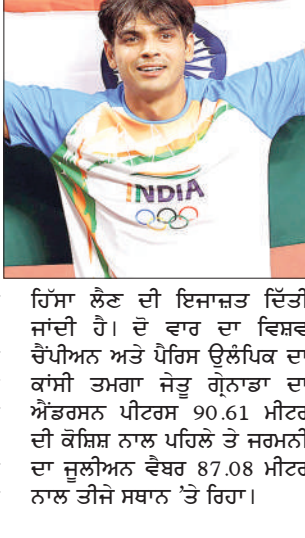 INDIA
ਹਿੱਸਾ ਲੈਣ ਦੀ ਇਜਾਜ਼ਤ ਦਿੱਤੀ
ਜਾਂਦੀ ਹੈ। ਦੋ ਵਾਰ ਦਾ ਵਿਸ਼ਵ
ਚੈਂਪੀਅਨ ਅਤੇ ਪੈਰਿਸ ਉਲੰਪਿਕ ਦਾ
ਕਾਂਸੀ ਤਮਗਾ ਜੇਤੂ ਗ੍ਰੇਨਾਡਾ ਦਾ
ਐਂਡਰਸਨ ਪੀਟਰਸ 90.61 ਮੀਟਰ
ਦੀ ਕੋਸ਼ਿਸ਼ ਨਾਲ ਪਹਿਲੇ ਤੇ ਜਰਮਨੀ
ਦਾ ਜੂਲੀਅਨ ਵੈਬਰ 87.08 ਮੀਟਰ
ਨਾਲ ਤੀਜੇ ਸਥਾਨ ’ਤੇ ਰਿਹਾ।